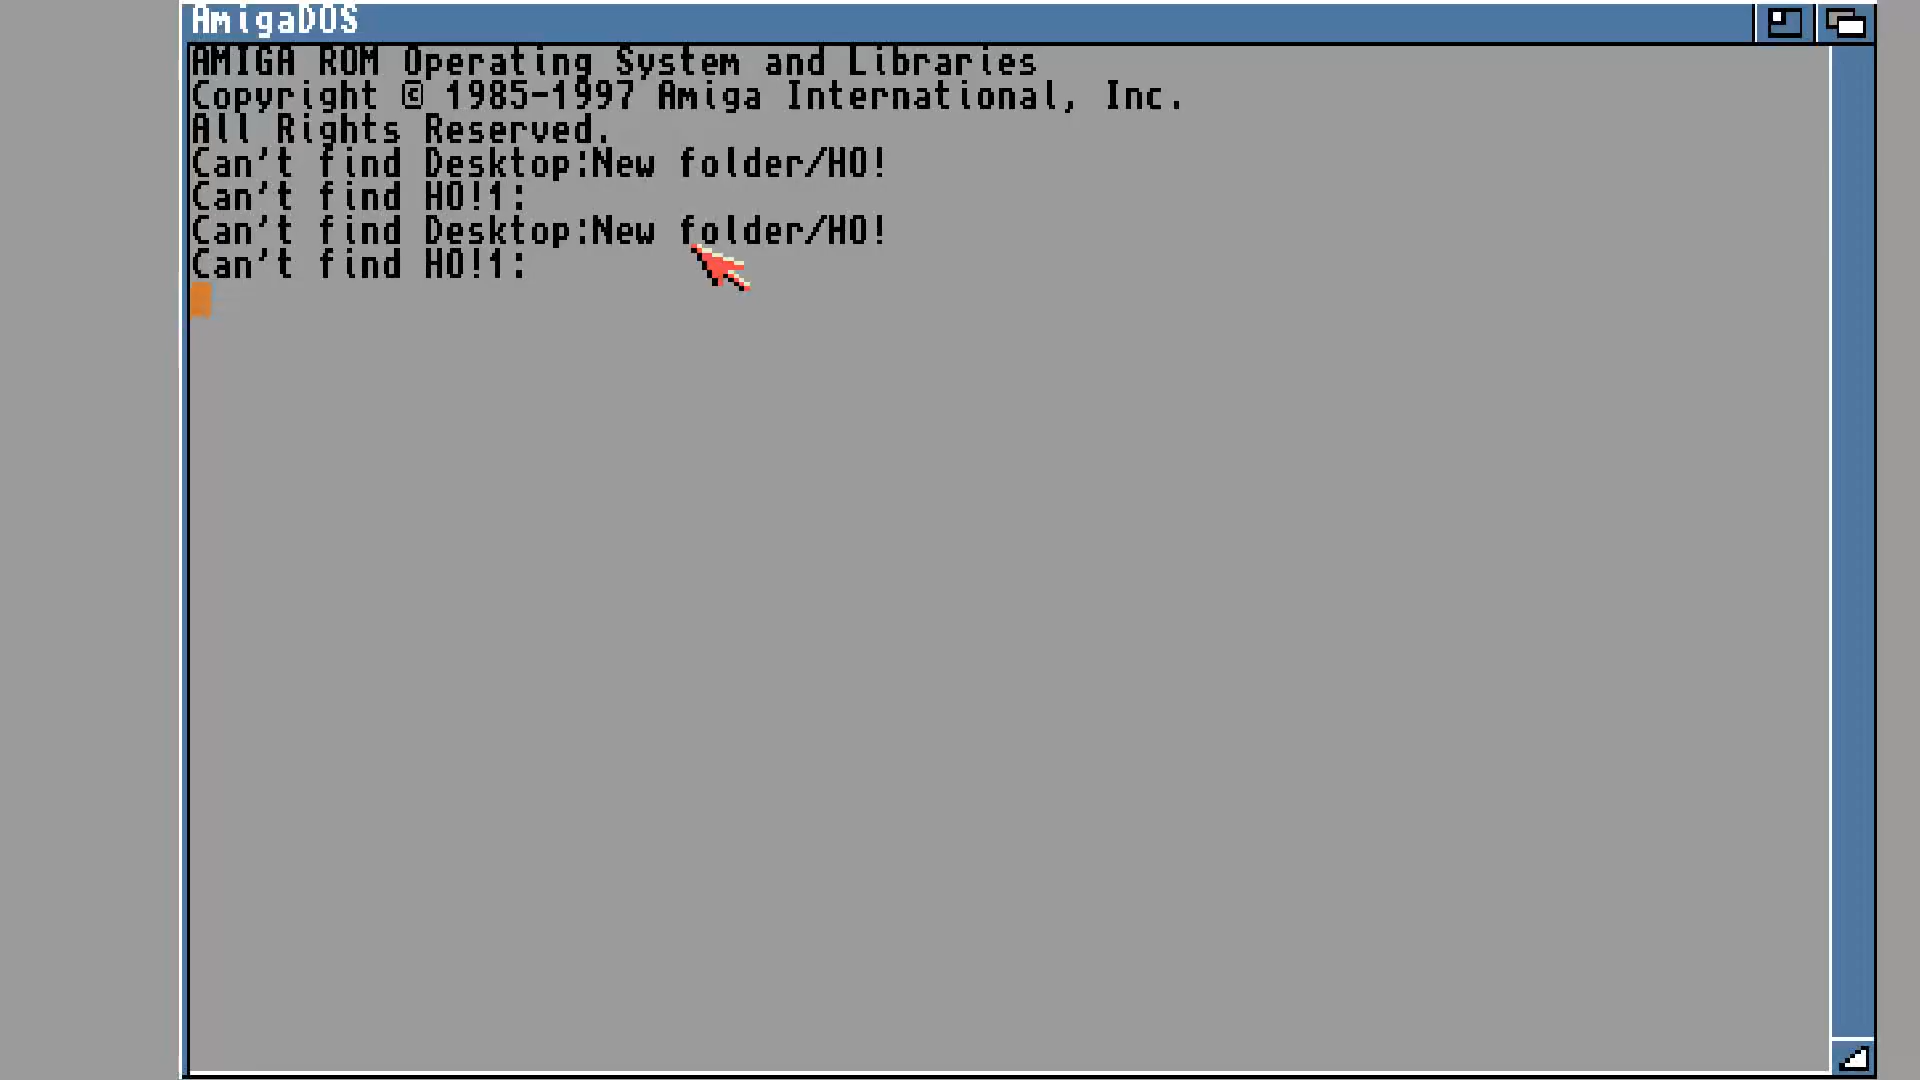 AmigaDOS
AMIGA ROM Operating System and Libraries
Copyright © 1985-1997 Amiga International, Inc.
All Rights Reserved.
Can't find Desktop:New folder/HO!
Can't find HO!1:
Can't find Desktop:New folder/HO!
Can't find HO!1: